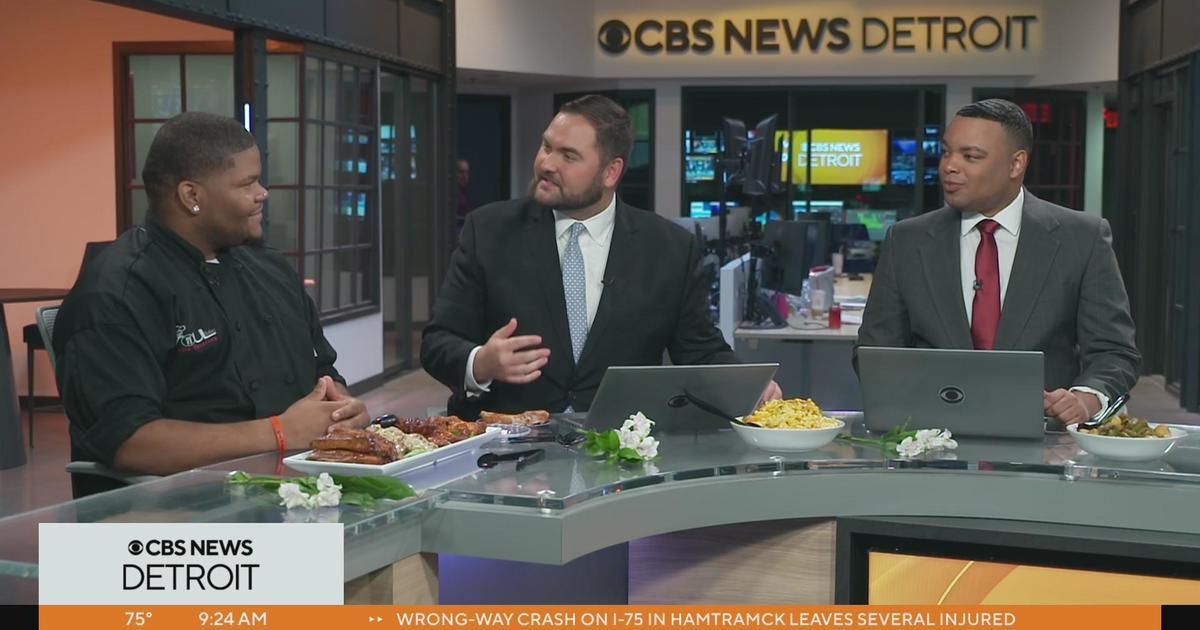 CBS NEWS DETROIT
CBS NEWS
DETROIT
CBS NEWS
DETROIT
75° 9:24 AM WRONG-WAY CRASH ON I-75 IN HAMTRAMCK LEAVES SEVERAL INJURED